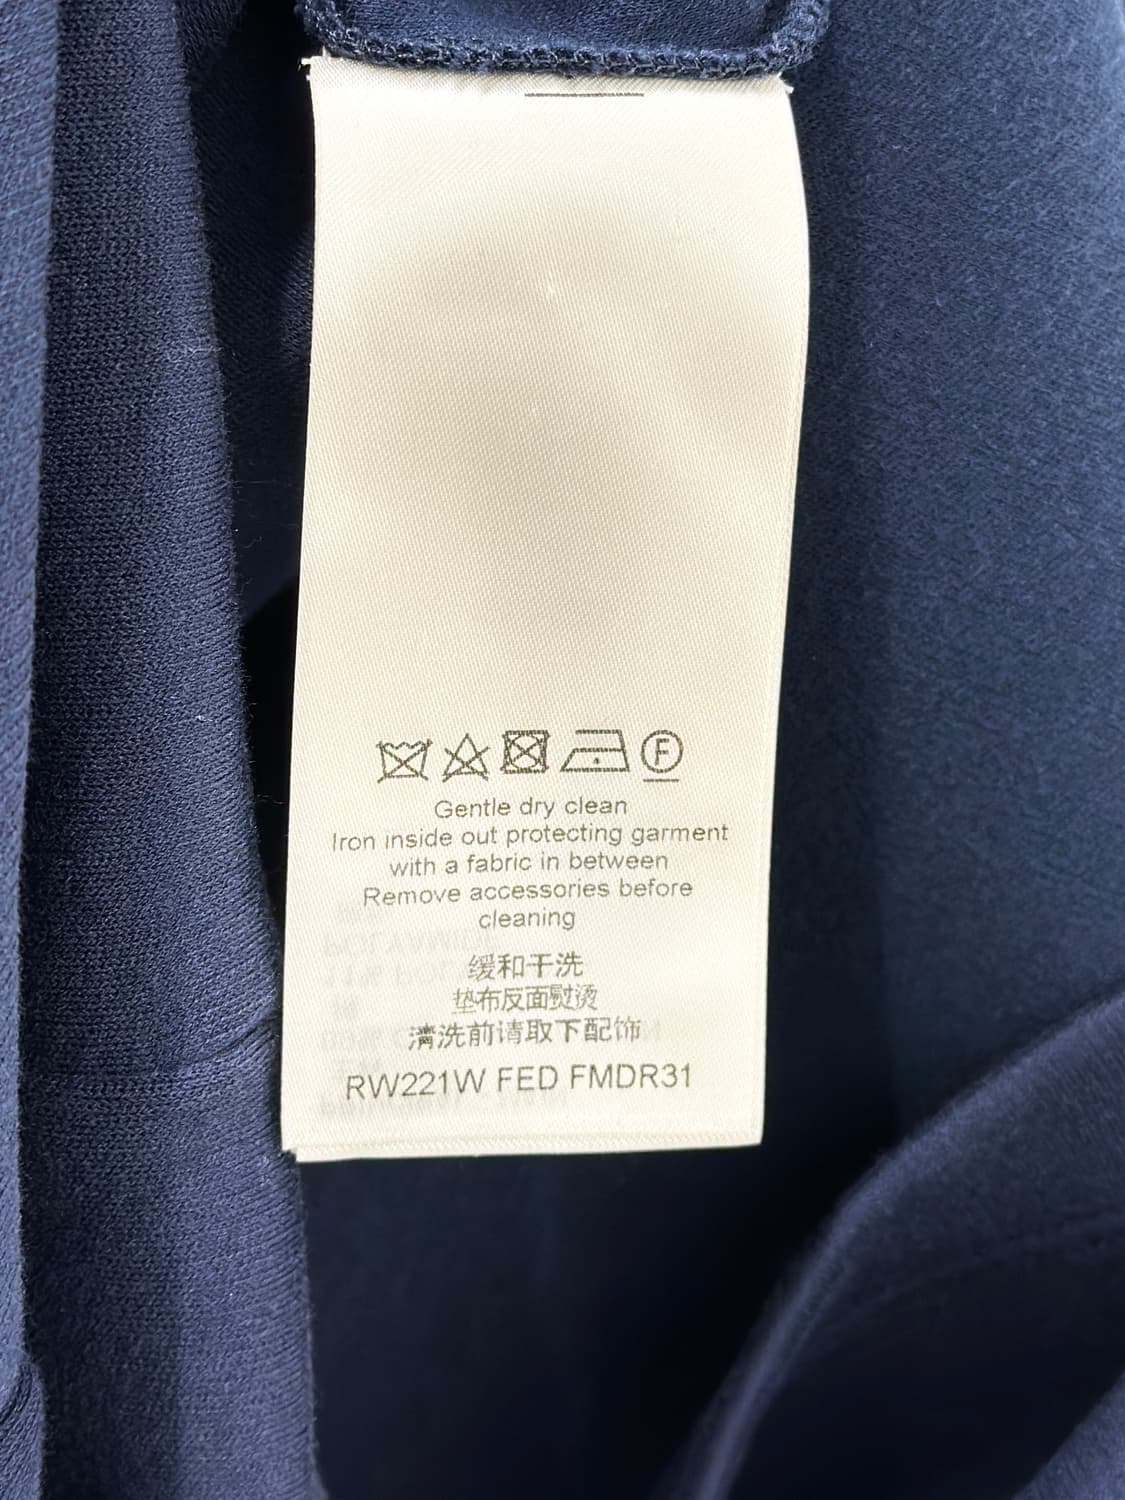 F
Gentle dry clean
Iron inside out protecting garment
with a fabric in between
Remove accessories before
cleaning
缓和干洗
垫布反面熨烫
清洗前请取下配饰
RW221W FED FMDR31